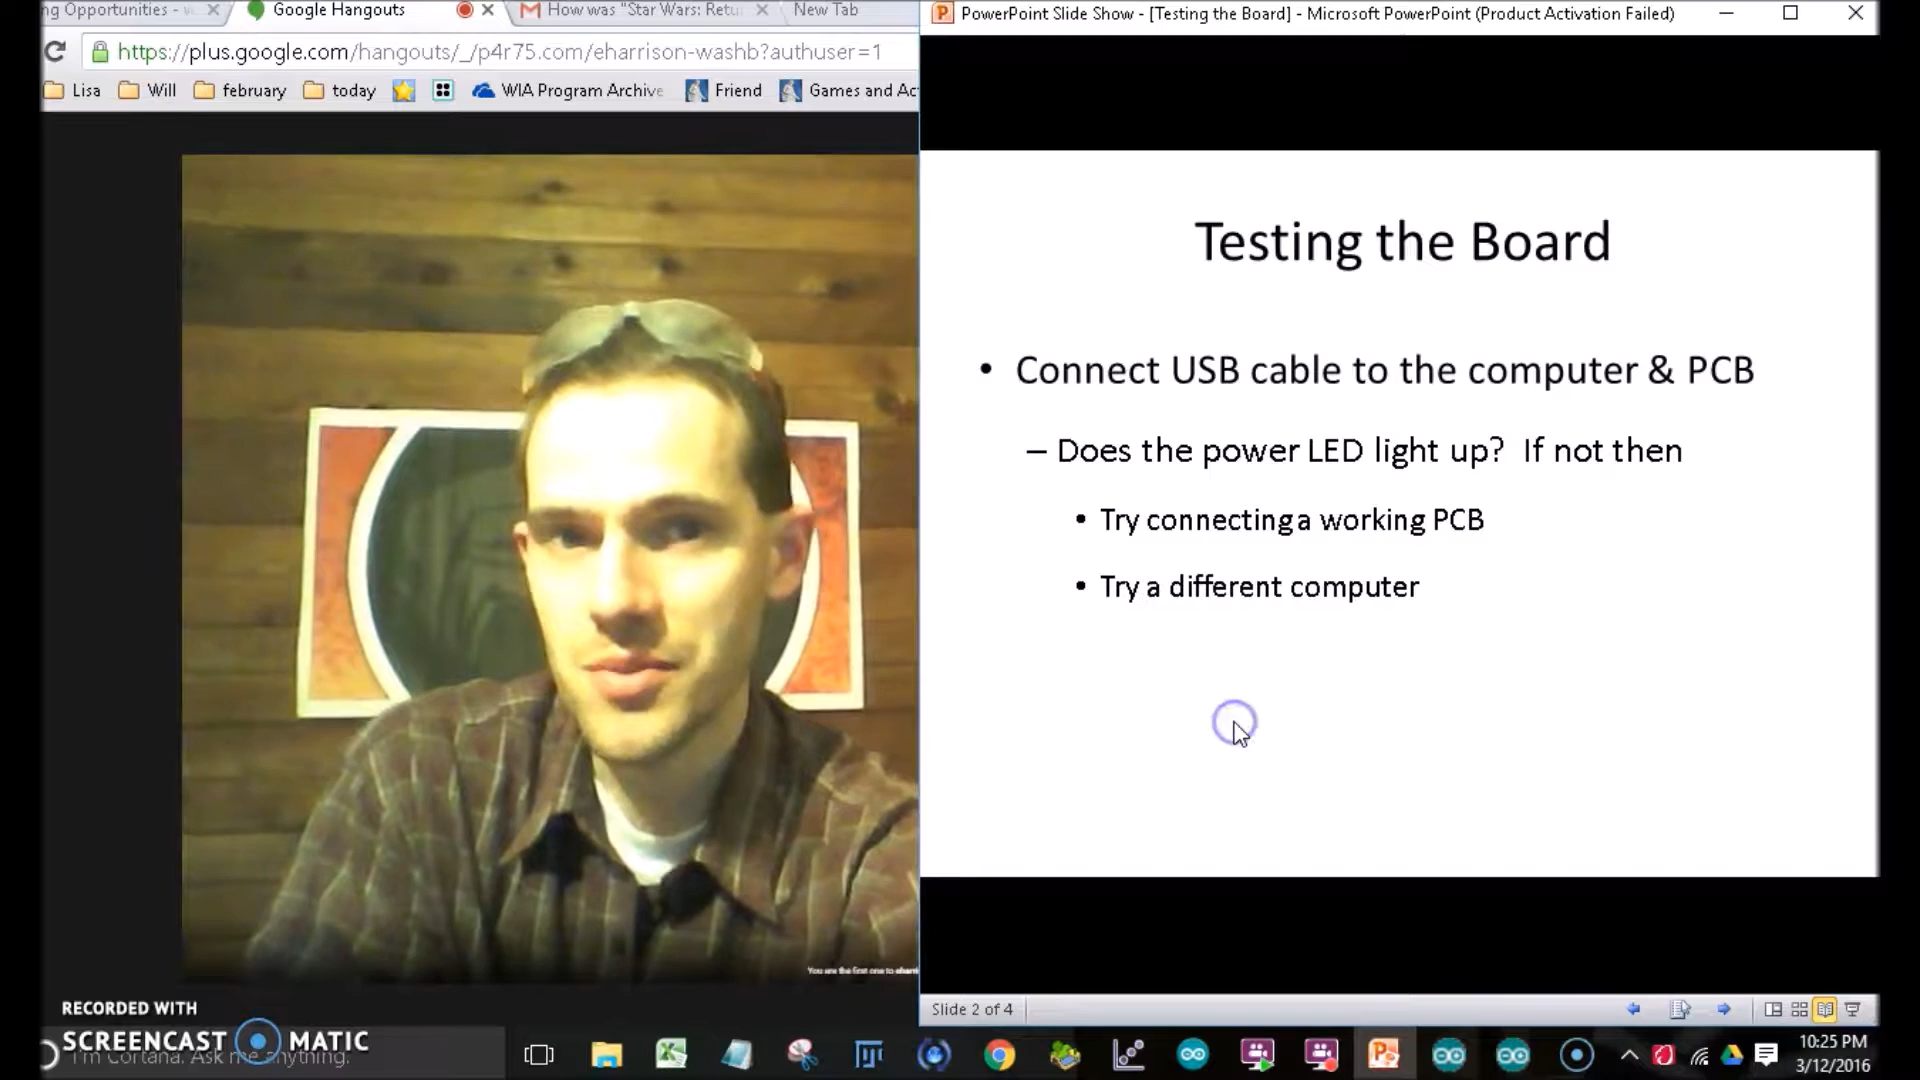 ng Opportunities - w
Google Hangouts
How was "Star Wars: Retu
New Tab
https://plus.google.com/hangouts/_/p4r75.com/eharrison-washb?authuser=1
Lisa
Will
february
today
WIA Program Archive
Friend
Games and Ac
PowerPoint Slide Show - [Testing the Board] - Microsoft PowerPoint (Product Activation Failed)
Testing the Board
• Connect USB cable to the computer & PCB
– Does the power LED light up? If not then
• Try connecting a working PCB
• Try a different computer
You are the first one to eharri
Slide 2 of 4
RECORDED WITH
SCREENCAST MATIC
I'm Cortana. Ask me anything.
10:25 PM
3/12/2016